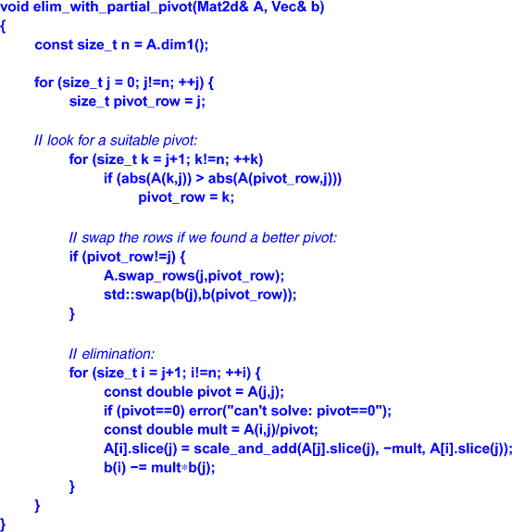 void elim_with_partial_pivot(Mat2d& A, Vec& b)
{
const size_t n = A.dim1();
for (size_t j = 0; j!=n; ++j) {
size_t pivot_row = j;
// look for a suitable pivot:
for (size_t k = j+1; k!=n; ++k)
if (abs(A(k,j)) > abs(A(pivot_row,j)))
pivot_row = k;
// swap the rows if we found a better pivot:
if (pivot_row!=j) {
A.swap_rows(j,pivot_row);
std::swap(b(j),b(pivot_row));
}
// elimination:
for (size_t i = j+1; i!=n; ++i) {
const double pivot = A(j,j);
if (pivot==0) error("can't solve: pivot==0");
const double mult = A(i,j)/pivot;
A[i].slice(j) = scale_and_add(A[j].slice(j), −mult, A[i].slice(j));
b(i) −= mult∗b(j);
}
}
}